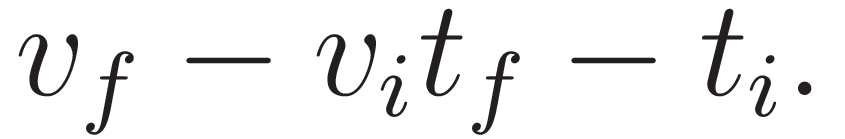 v_f − v_i t_f − t_i.